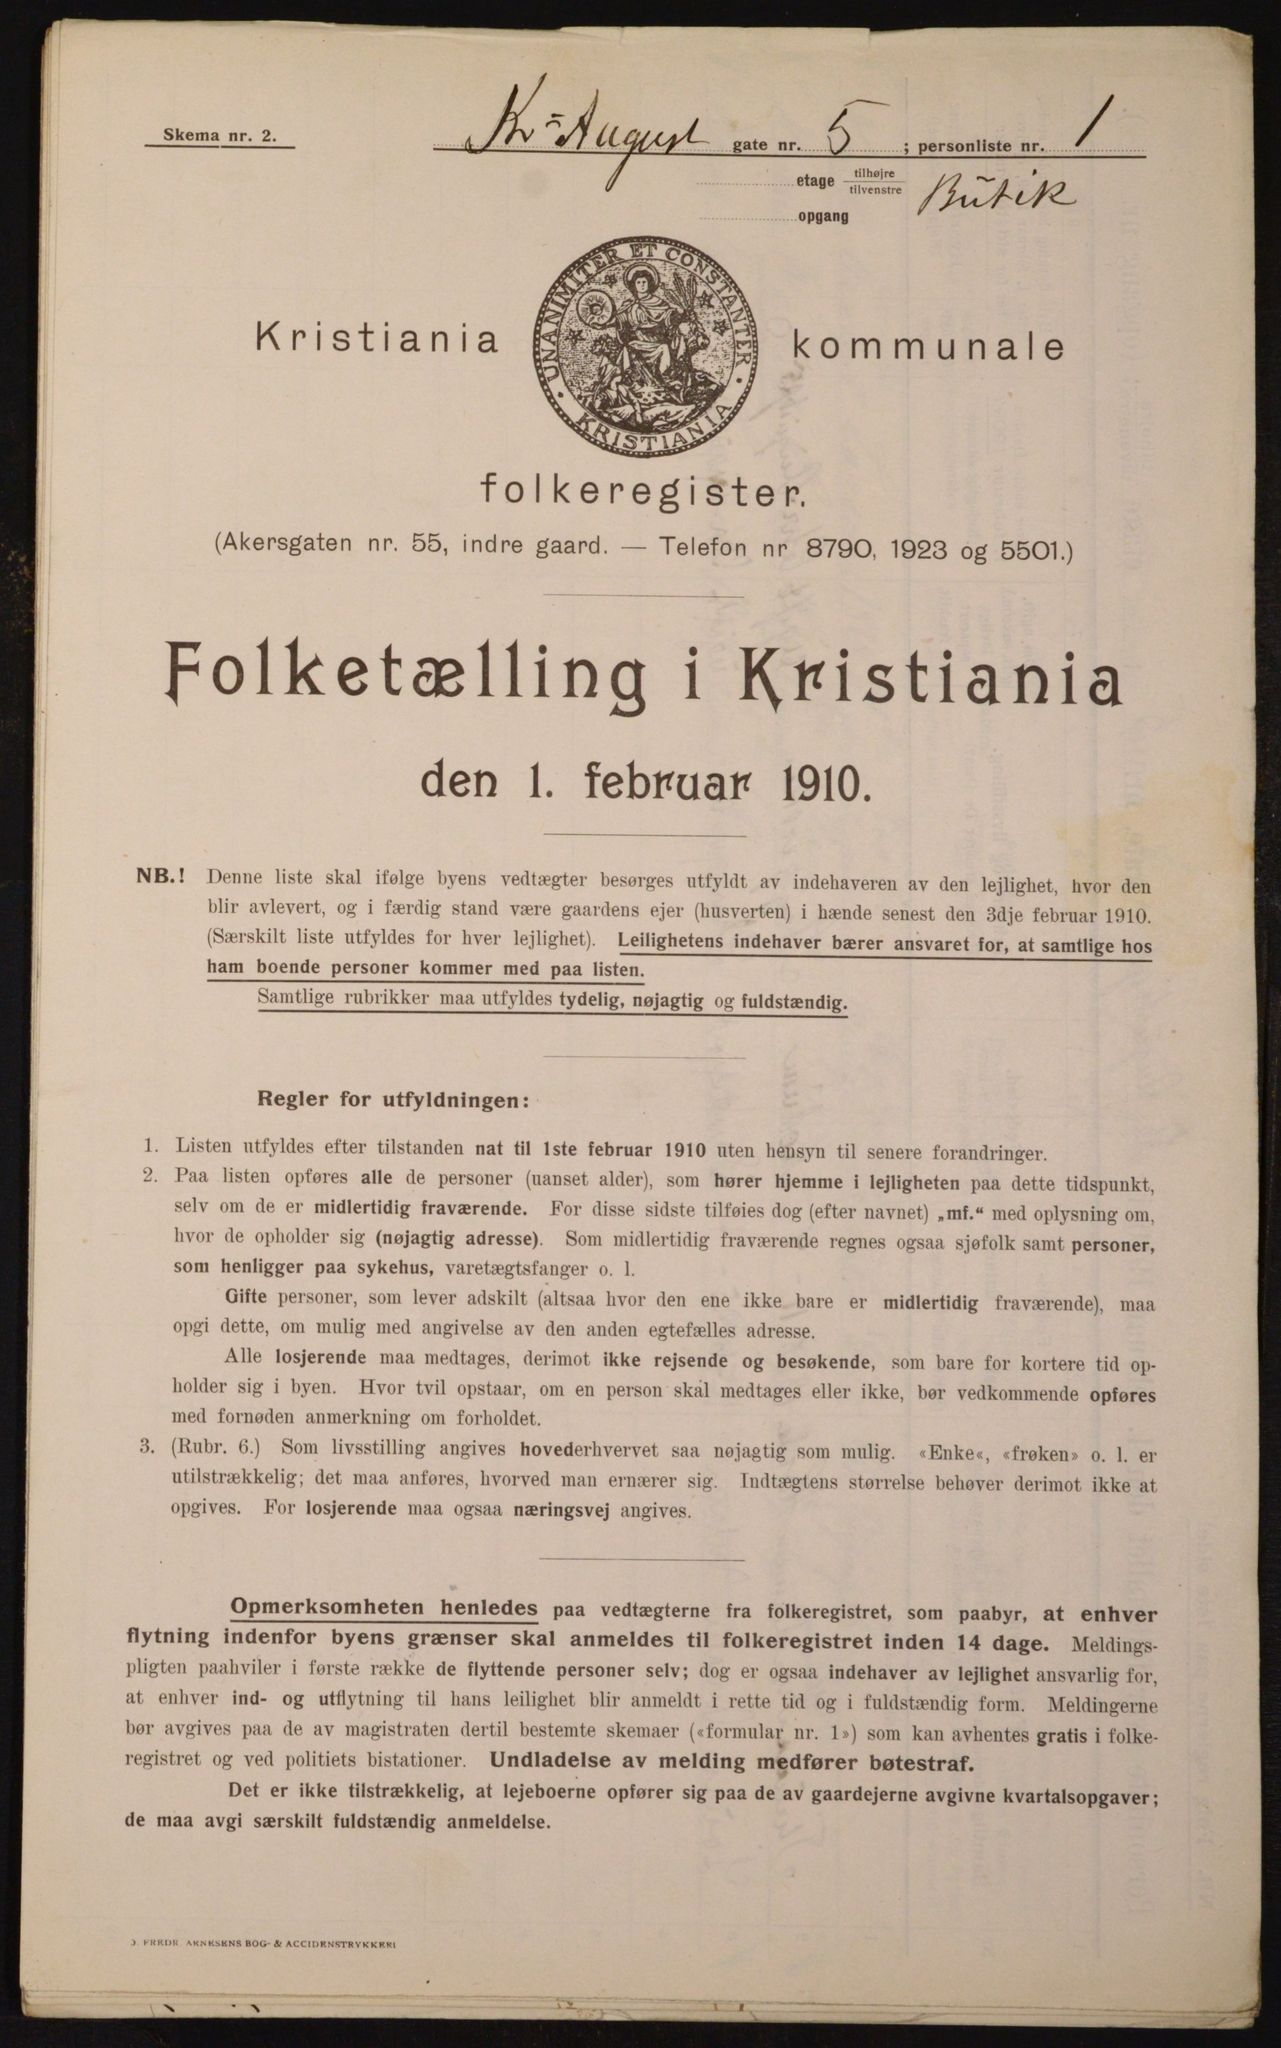 Skema nr. 2.
Kr. August gate nr. 5 ; personliste nr. 1
etage tilhøjre
tilvenstre
Butik
opgang
UNANIMITER ET CONSTANTER · KRISTIANIA ·
Kristiania kommunale
folkeregister.
(Akersgaten nr. 55, indre gaard. — Telefon nr 8790, 1923 og 5501.)
Folketælling i Kristiania
den 1. februar 1910.
NB.! Denne liste skal ifølge byens vedtægter besørges utfyldt av indehaveren av den lejlighet, hvor den
blir avlevert, og i færdig stand være gaardens ejer (husverten) i hænde senest den 3dje februar 1910.
(Særskilt liste utfyldes for hver lejlighet). Leilighetens indehaver bærer ansvaret for, at samtlige hos
ham boende personer kommer med paa listen.
Samtlige rubrikker maa utfyldes tydelig, nøjagtig og fuldstændig.
Regler for utfyldningen:
1. Listen utfyldes efter tilstanden nat til 1ste februar 1910 uten hensyn til senere forandringer.
2. Paa listen opføres alle de personer (uanset alder), som hører hjemme i lejligheten paa dette tidspunkt,
selv om de er midlertidig fraværende. For disse sidste tilføies dog (efter navnet) „mf.“ med oplysning om,
hvor de opholder sig (nøjagtig adresse). Som midlertidig fraværende regnes ogsaa sjøfolk samt personer,
som henligger paa sykehus, varetægtsfanger o. l.
Gifte personer, som lever adskilt (altsaa hvor den ene ikke bare er midlertidig fraværende), maa
opgi dette, om mulig med angivelse av den anden egtefælles adresse.
Alle losjerende maa medtages, derimot ikke rejsende og besøkende, som bare for kortere tid op-
holder sig i byen. Hvor tvil opstaar, om en person skal medtages eller ikke, bør vedkommende opføres
med fornøden anmerkning om forholdet.
3. (Rubr. 6.) Som livsstilling angives hovederhvervet saa nøjagtig som mulig. «Enke«, «frøken» o. l. er
utilstrækkelig; det maa anføres, hvorved man ernærer sig. Indtægtens størrelse behøver derimot ikke at
opgives. For losjerende maa ogsaa næringsvej angives.
Opmerksomheten henledes paa vedtægterne fra folkeregistret, som paabyr, at enhver
flytning indenfor byens grænser skal anmeldes til folkeregistret inden 14 dage. Meldings-
pligten paahviler i første række de flyttende personer selv; dog er ogsaa indehaver av lejlighet ansvarlig for,
at enhver ind- og utflytning til hans leilighet blir anmeldt i rette tid og i fuldstændig form. Meldingerne
bør avgives paa de av magistraten dertil bestemte skemaer («formular nr. 1») som kan avhentes gratis i folke-
registret og ved politiets bistationer. Undladelse av melding medfører bøtestraf.
Det er ikke tilstrækkelig, at lejeboerne opfører sig paa de av gaardejerne avgivne kvartalsopgaver;
de maa avgi særskilt fuldstændig anmeldelse.
FREDR ARNESENS BOG- & ACCIDENSTRYKKERI